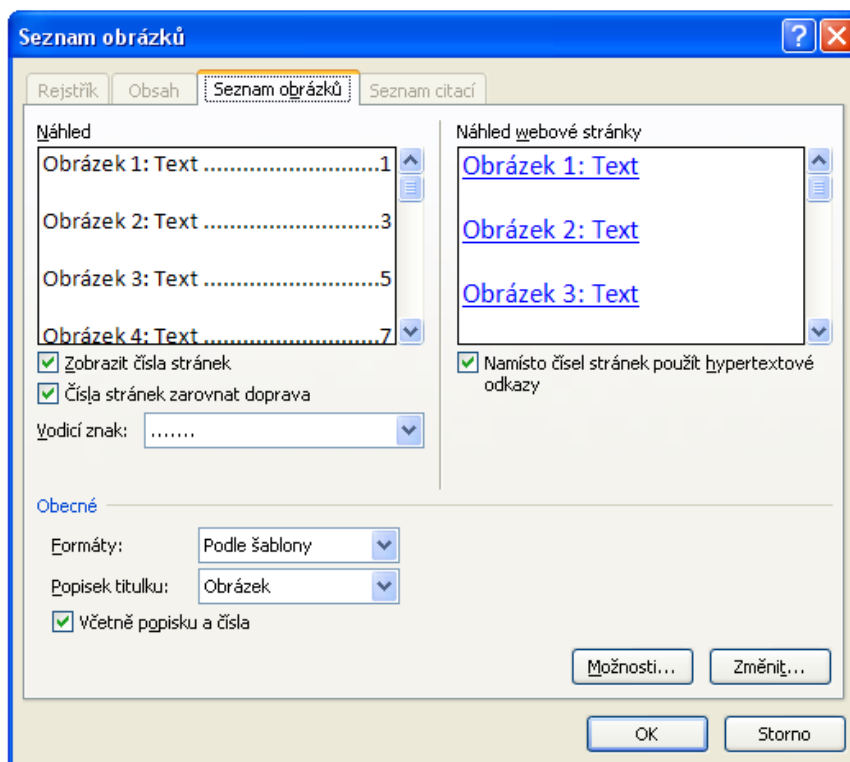 Seznam obrázků
Rejstřík Obsah Seznam obrázků Seznam citací
Náhled
Obrázek 1: Text ................................1
Obrázek 2: Text ................................3
Obrázek 3: Text ................................5
Obrázek 4: Text ................................7
Zobrazit čísla stránek
Čísla stránek zarovnat doprava
Vodicí znak: .......
Náhled webové stránky
Obrázek 1: Text
Obrázek 2: Text
Obrázek 3: Text
Namísto čísel stránek použít hypertextové
odkazy
Obecné
Formáty: Podle šablony
Popisek titulku: Obrázek
Včetně popisku a čísla
Možnosti... Změnit...
OK Storno